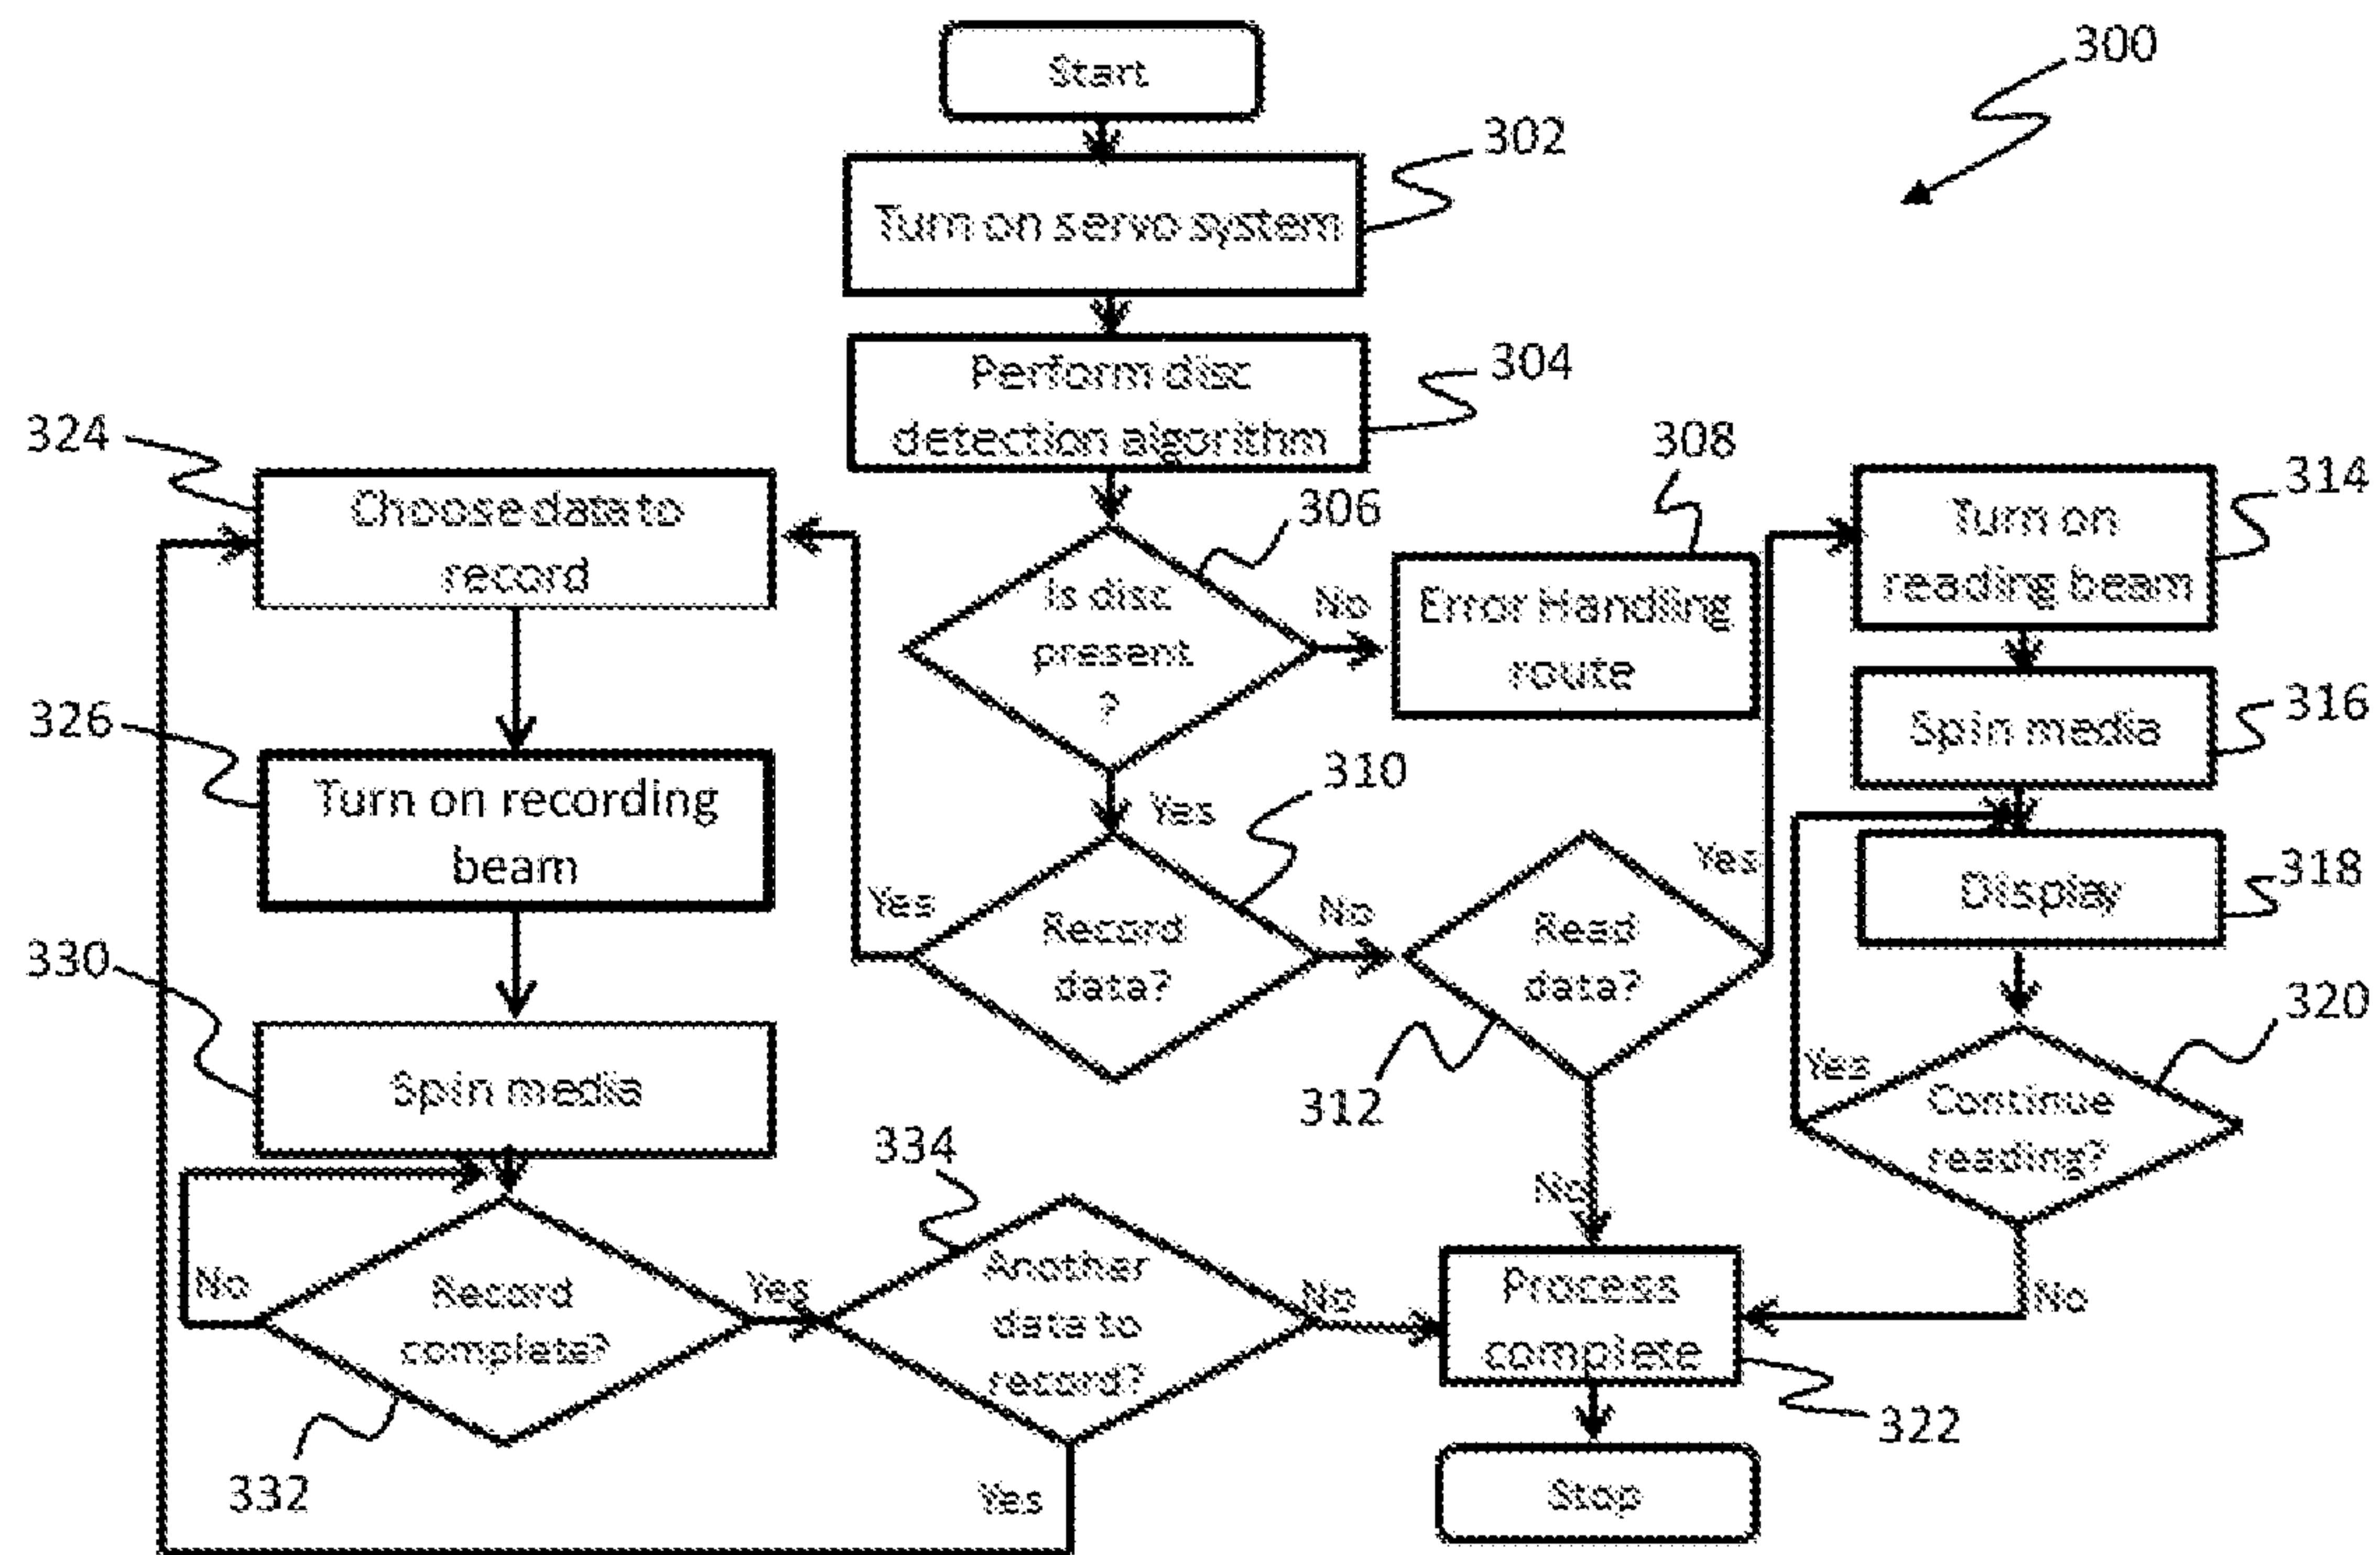 Start
300
302
Turn on servo system
304
Perform disc
detection algorithm
324
Choose data to
record
306
Is disc
present
?
No
308
Error Handling
route
314
Turn on
reading beam
316
Spin media
326
Turn on recording
beam
310
Yes
Record
data?
Yes
No
Read
data?
Yes
312
No
318
Display
320
Continue
reading?
Yes
No
330
Spin media
332
Record
complete?
No
Yes
334
Another
data to
record?
No
Yes
Process
complete
322
Stop